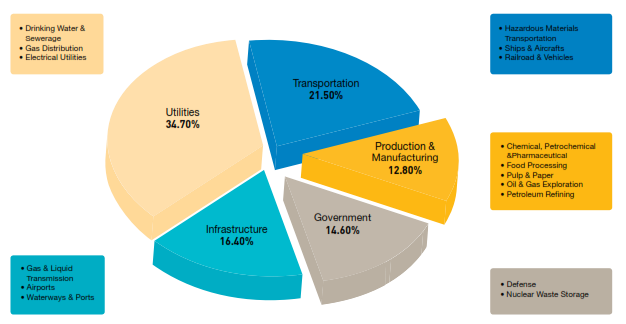 • Drinking Water &
Sewerage
• Gas Distribution
• Electrical Utilities
• Hazardous Materials
Transportation
• Ships & Aircrafts
• Railroad & Vehicles
Transportation
21.50%
Utilities
34.70%
Production &
Manufacturing
12.80%
• Chemical, Petrochemical
&Pharmaceutical
• Food Processing
• Pulp & Paper
• Oil & Gas Exploration
• Petroleum Refining
Government
14.60%
Infrastructure
16.40%
• Gas & Liquid
Transmission
• Airports
• Waterways & Ports
• Defense
• Nuclear Waste Storage